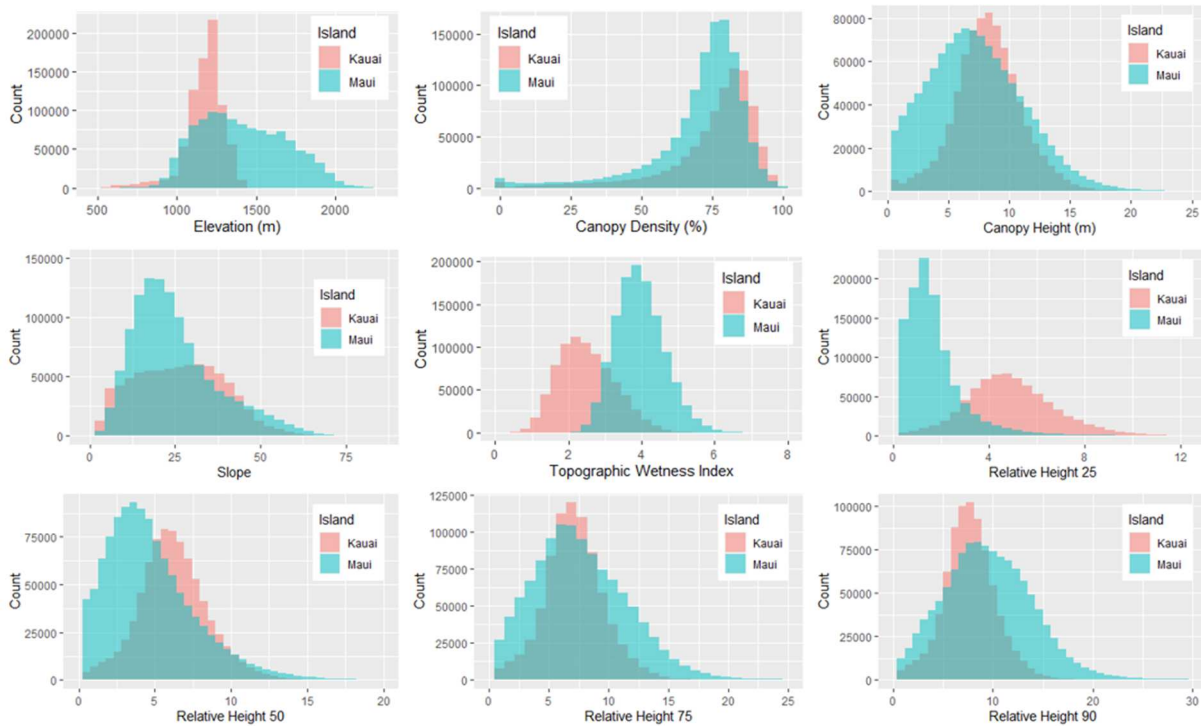 Island
Kauai
Maui
Count
200000
150000
100000
50000
0
500
1000
1500
2000
Elevation (m)
Island
Kauai
Maui
Count
150000
100000
50000
0
0
25
50
75
100
Canopy Density (%)
Island
Kauai
Maui
Count
80000
60000
40000
20000
0
0
5
10
15
20
25
Canopy Height (m)
Island
Kauai
Maui
Count
150000
100000
50000
0
0
25
50
75
Slope
Island
Kauai
Maui
Count
200000
150000
100000
50000
0
0
2
4
6
8
Topographic Wetness Index
Island
Kauai
Maui
Count
200000
150000
100000
50000
0
0
4
8
12
Relative Height 25
Island
Kauai
Maui
Count
75000
50000
25000
0
0
5
10
15
20
Relative Height 50
Island
Kauai
Maui
Count
125000
100000
75000
50000
25000
0
0
5
10
15
20
25
Relative Height 75
Island
Kauai
Maui
Count
100000
75000
50000
25000
0
0
10
20
30
Relative Height 90